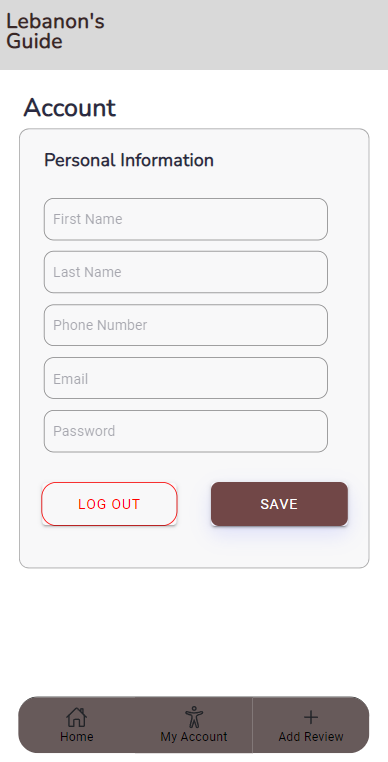 Lebanon's
Guide
Account
Personal Information
First Name
Last Name
Phone Number
Email
Password
LOG OUT
SAVE
Home
My Account
Add Review